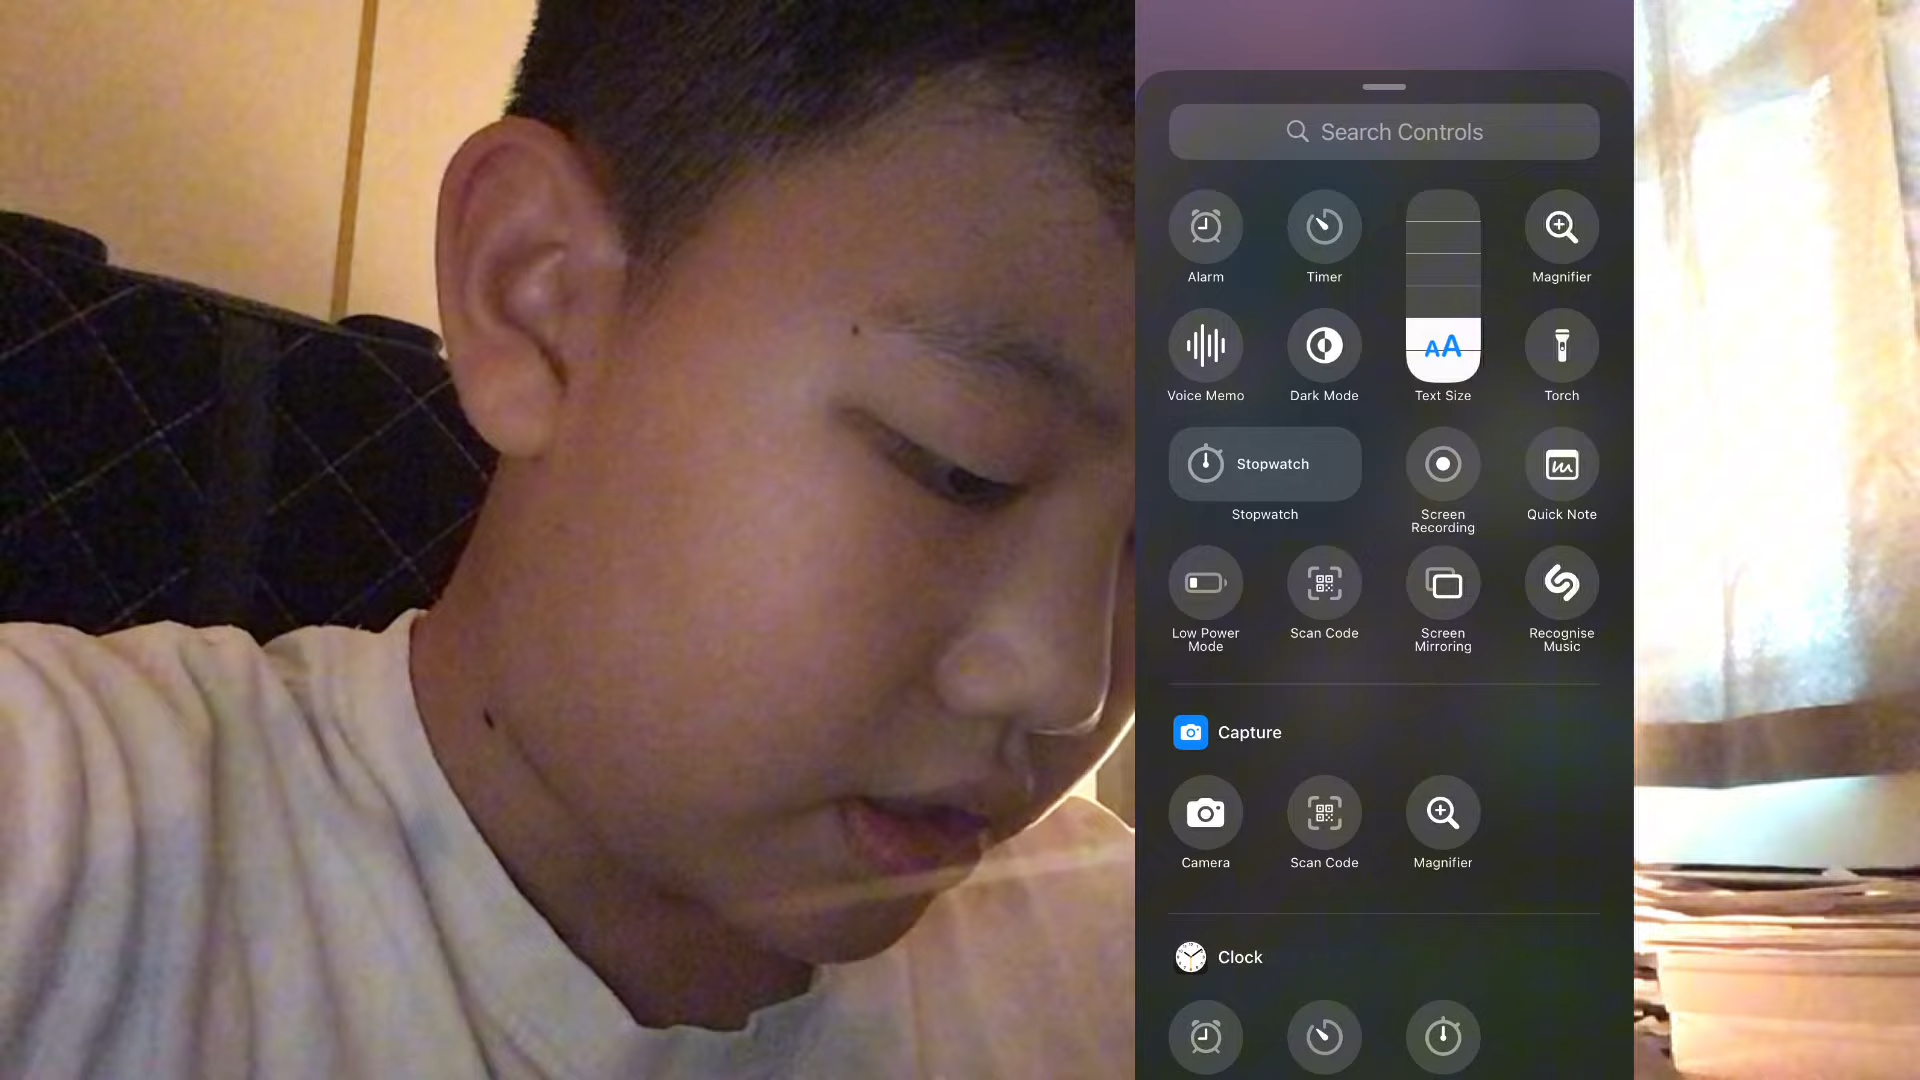 Search Controls
Alarm
Timer
Magnifier
Voice Memo
Dark Mode
AA
Text Size
Torch
Stopwatch
Stopwatch
Screen
Recording
Quick Note
Low Power
Mode
Scan Code
Screen
Mirroring
Recognise
Music
Capture
Camera
Scan Code
Magnifier
Clock